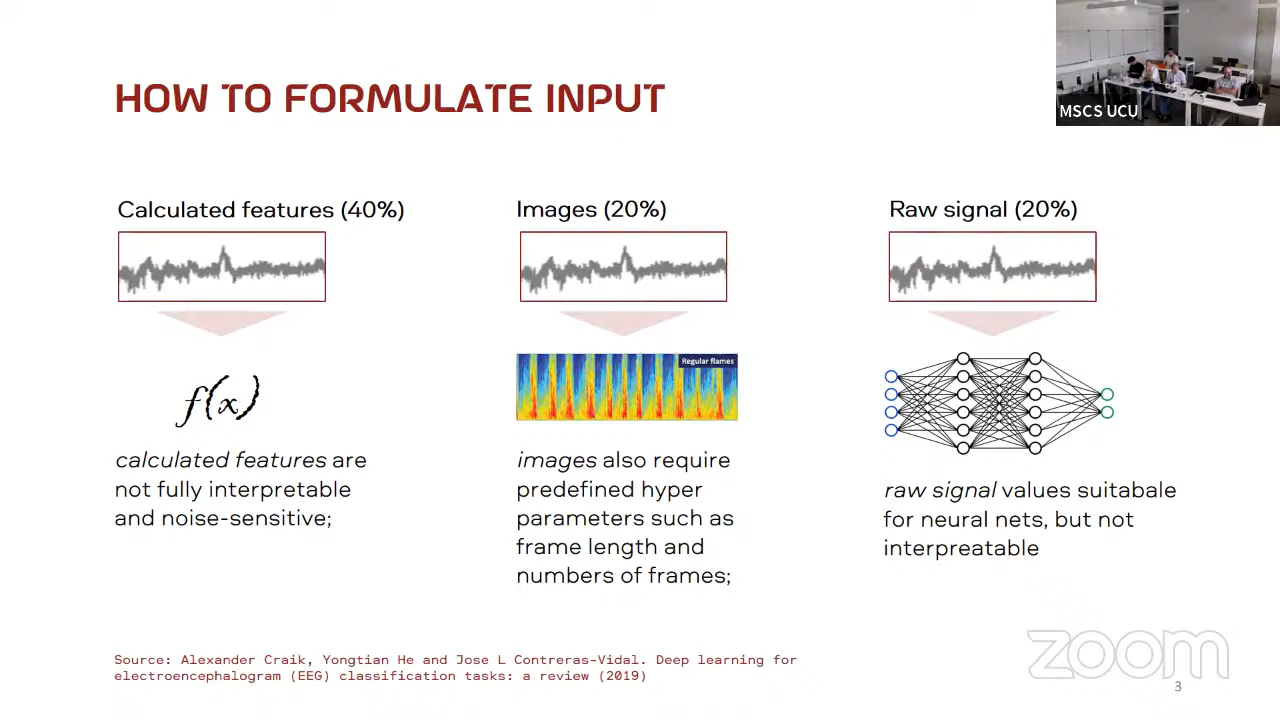 HOW TO FORMULATE INPUT
MSCS UCU
Calculated features (40%)
f(x)
calculated features are
not fully interpretable
and noise-sensitive;
Images (20%)
Regular flames
images also require
predefined hyper
parameters such as
frame length and
numbers of frames;
Raw signal (20%)
raw signal values suitabale
for neural nets, but not
interpreatable
Source: Alexander Craik, Yongtian He and Jose L Contreras-Vidal. Deep learning for
electroencephalogram (EEG) classification tasks: a review (2019)
zoom
3